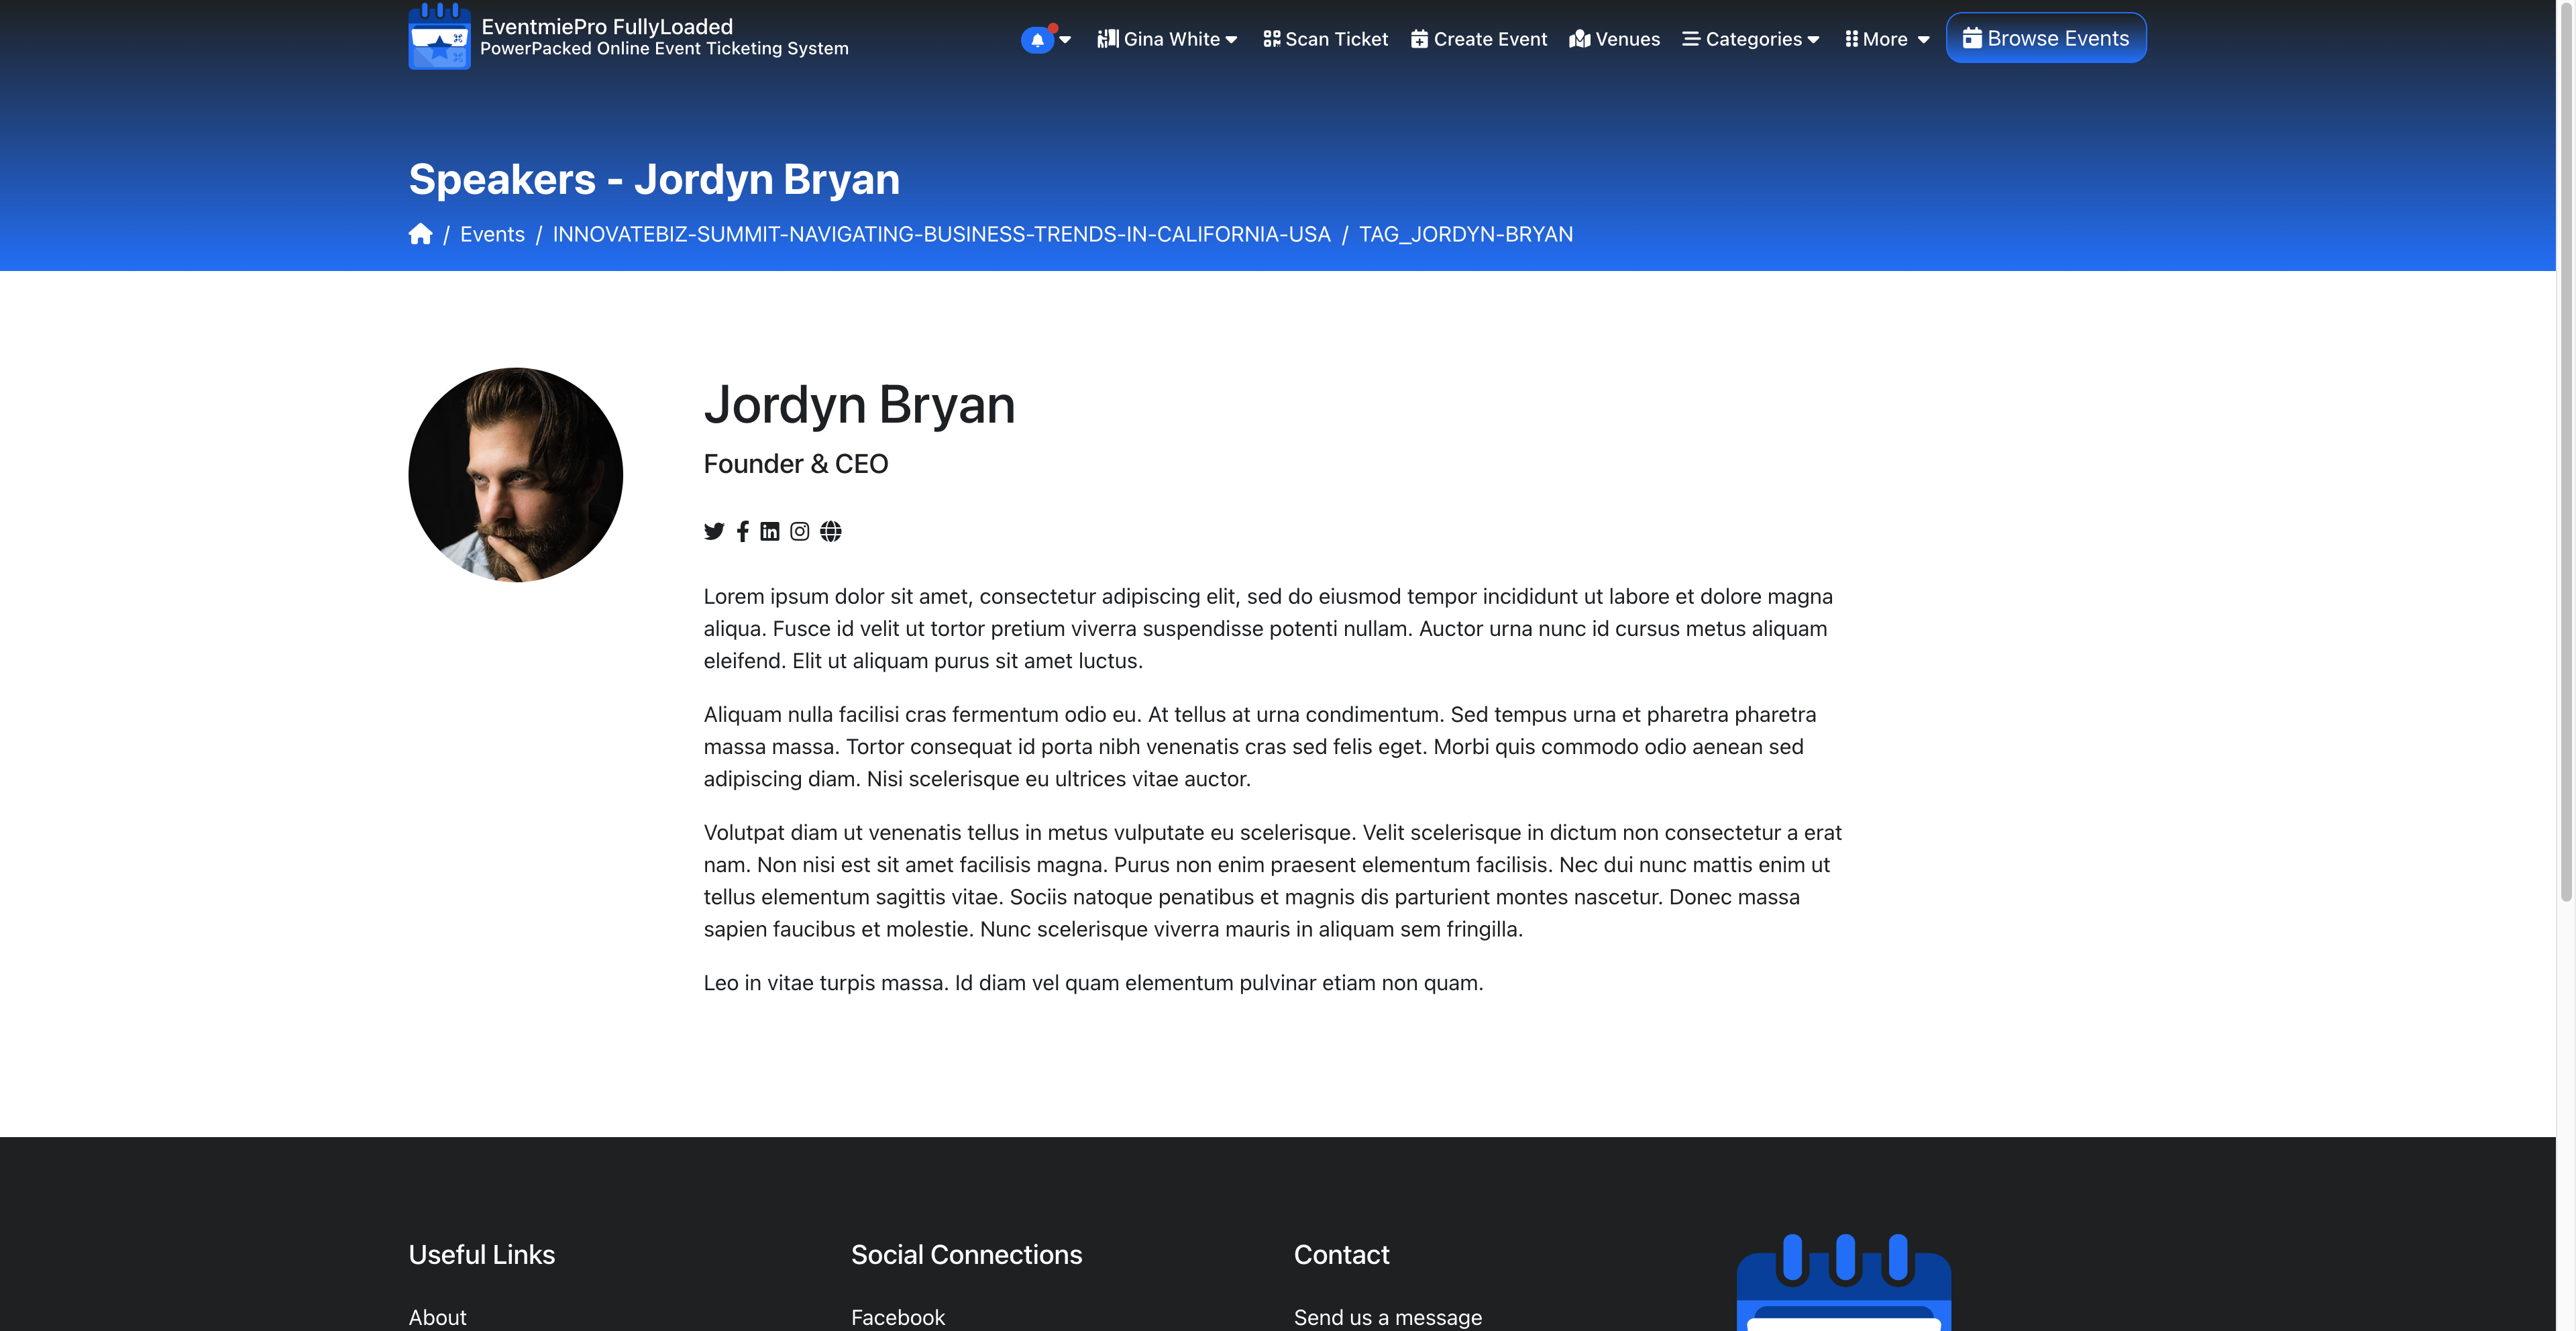 EventmiePro FullyLoaded
PowerPacked Online Event Ticketing System
Gina White
Scan Ticket
Create Event
Venues
Categories
More
Browse Events
Speakers - Jordyn Bryan
/ Events / INNOVATEBIZ-SUMMIT-NAVIGATING-BUSINESS-TRENDS-IN-CALIFORNIA-USA / TAG_JORDYN-BRYAN
Jordyn Bryan
Founder & CEO
Lorem ipsum dolor sit amet, consectetur adipiscing elit, sed do eiusmod tempor incididunt ut labore et dolore magna
aliqua. Fusce id velit ut tortor pretium viverra suspendisse potenti nullam. Auctor urna nunc id cursus metus aliquam
eleifend. Elit ut aliquam purus sit amet luctus.
Aliquam nulla facilisi cras fermentum odio eu. At tellus at urna condimentum. Sed tempus urna et pharetra pharetra
massa massa. Tortor consequat id porta nibh venenatis cras sed felis eget. Morbi quis commodo odio aenean sed
adipiscing diam. Nisi scelerisque eu ultrices vitae auctor.
Volutpat diam ut venenatis tellus in metus vulputate eu scelerisque. Velit scelerisque in dictum non consectetur a erat
nam. Non nisi est sit amet facilisis magna. Purus non enim praesent elementum facilisis. Nec dui nunc mattis enim ut
tellus elementum sagittis vitae. Sociis natoque penatibus et magnis dis parturient montes nascetur. Donec massa
sapien faucibus et molestie. Nunc scelerisque viverra mauris in aliquam sem fringilla.
Leo in vitae turpis massa. Id diam vel quam elementum pulvinar etiam non quam.
Useful Links
About
Social Connections
Facebook
Contact
Send us a message